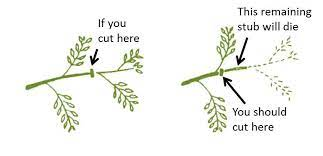 If you
cut here
This remaining
stub will die
You should
cut here